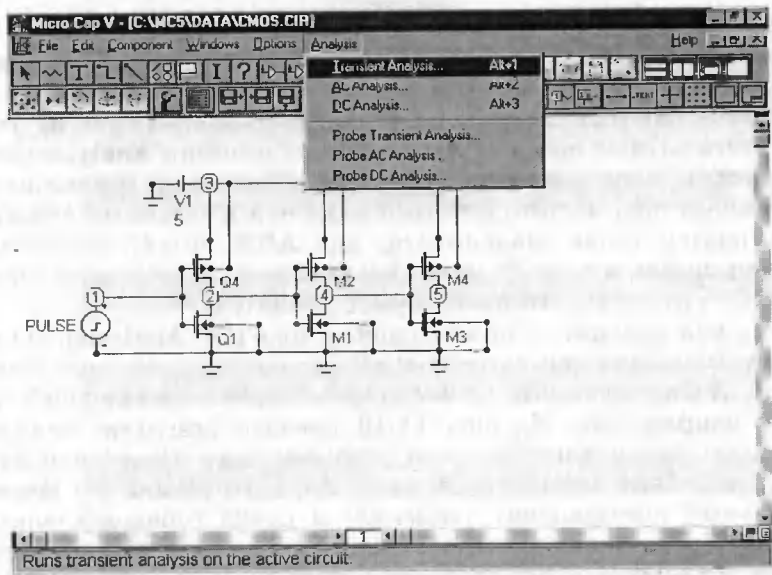 Micro-Cap V - [C:\MC5\DATA\CMOS.CIR]
File Edit Component Windows Options Analysis Help
Transient Analysis... Alt+1
AC Analysis... Alt+2
DC Analysis... Alt+3
Probe Transient Analysis...
Probe AC Analysis...
Probe DC Analysis...
TEXT
3
V1
5
Q4
M2
M4
1
2
4
5
PULSE
Q1
M1
M3
1
Runs transient analysis on the active circuit.